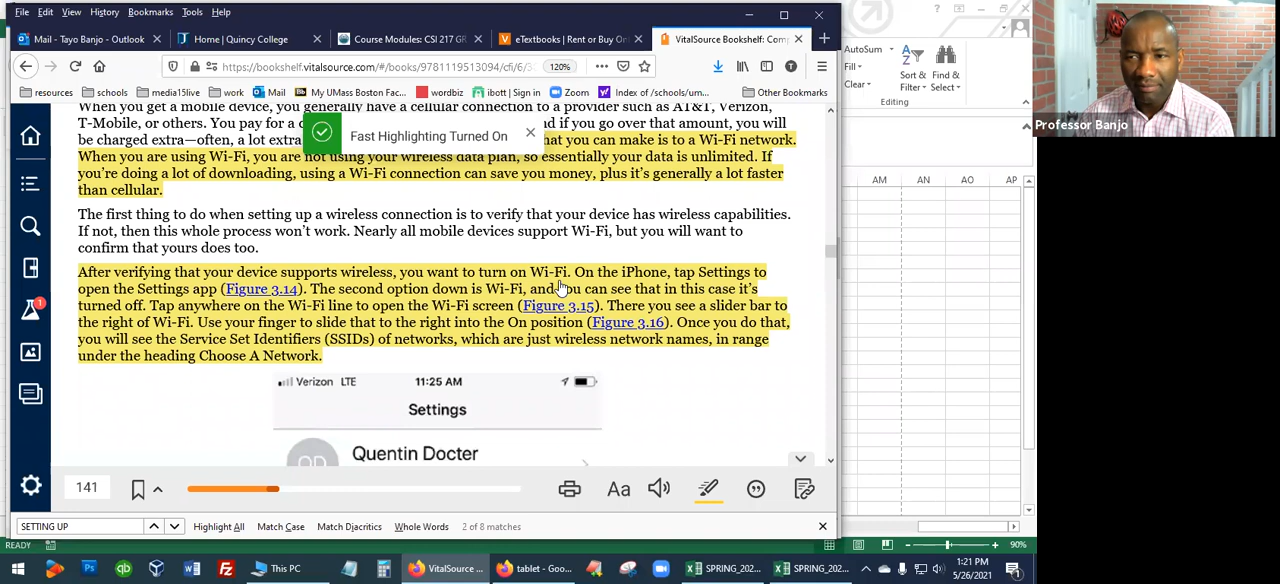 File Edit View History Bookmarks Tools Help
Mail - Tayo Banjo - Outlook
Home | Quincy College
Course Modules: CSI 217 GR
eTextbooks | Rent or Buy On
VitalSource Bookshelf: Comp
https://bookshelf.vitalsource.com/#/books/9781119513094/cfi/6/3
120%
resources schools media15live work Mail My UMass Boston Fac... wordbiz ibott | Sign in Zoom Index of /schools/um... Other Bookmarks
When you get a mobile device, you generally have a cellular connection to a provider such as AT&T, Verizon,
T-Mobile, or others. You pay for a c nd if you go over that amount, you will
be charged extra—often, a lot extra hat you can make is to a Wi-Fi network.
Fast Highlighting Turned On
When you are using Wi-Fi, you are not using your wireless data plan, so essentially your data is unlimited. If
you're doing a lot of downloading, using a Wi-Fi connection can save you money, plus it's generally a lot faster
than cellular.
The first thing to do when setting up a wireless connection is to verify that your device has wireless capabilities.
If not, then this whole process won't work. Nearly all mobile devices support Wi-Fi, but you will want to
confirm that yours does too.
After verifying that your device supports wireless, you want to turn on Wi-Fi. On the iPhone, tap Settings to
open the Settings app (Figure 3.14). The second option down is Wi-Fi, and you can see that in this case it's
turned off. Tap anywhere on the Wi-Fi line to open the Wi-Fi screen (Figure 3.15). There you see a slider bar to
the right of Wi-Fi. Use your finger to slide that to the right into the On position (Figure 3.16). Once you do that,
you will see the Service Set Identifiers (SSIDs) of networks, which are just wireless network names, in range
under the heading Choose A Network.
Verizon LTE 11:25 AM
Settings
QD
Quentin Docter
1
141
Aa
SETTING UP
Highlight All Match Case Match Diacritics Whole Words 2 of 8 matches
AutoSum
Fill
Clear
Sort & Filter
Find & Select
Editing
AM AN AO AP
Professor Banjo
READY
90%
This PC
VitalSource ...
tablet - Goo...
SPRING_202...
SPRING_202...
1:21 PM
5/26/2021
1